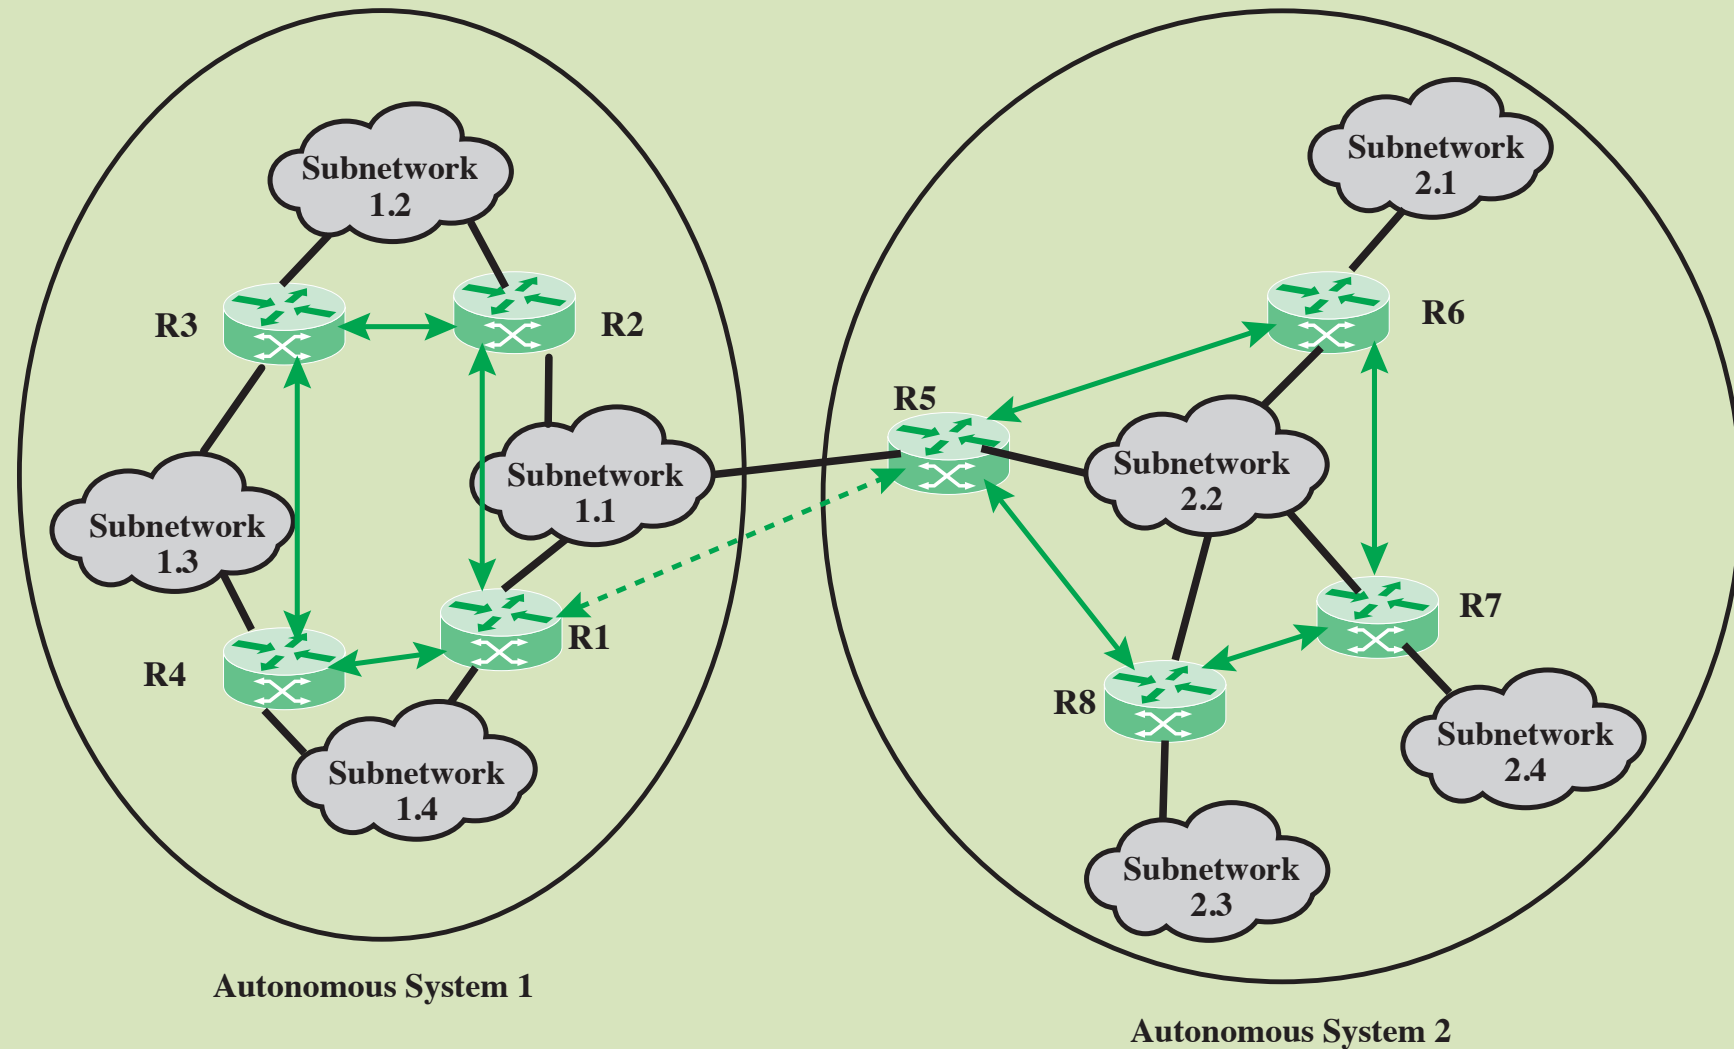 Subnetwork
1.2
R3
R2
Subnetwork
1.3
Subnetwork
1.1
R4
R1
Subnetwork
1.4
Autonomous System 1
Subnetwork
2.1
R6
R5
Subnetwork
2.2
R7
R8
Subnetwork
2.4
Subnetwork
2.3
Autonomous System 2